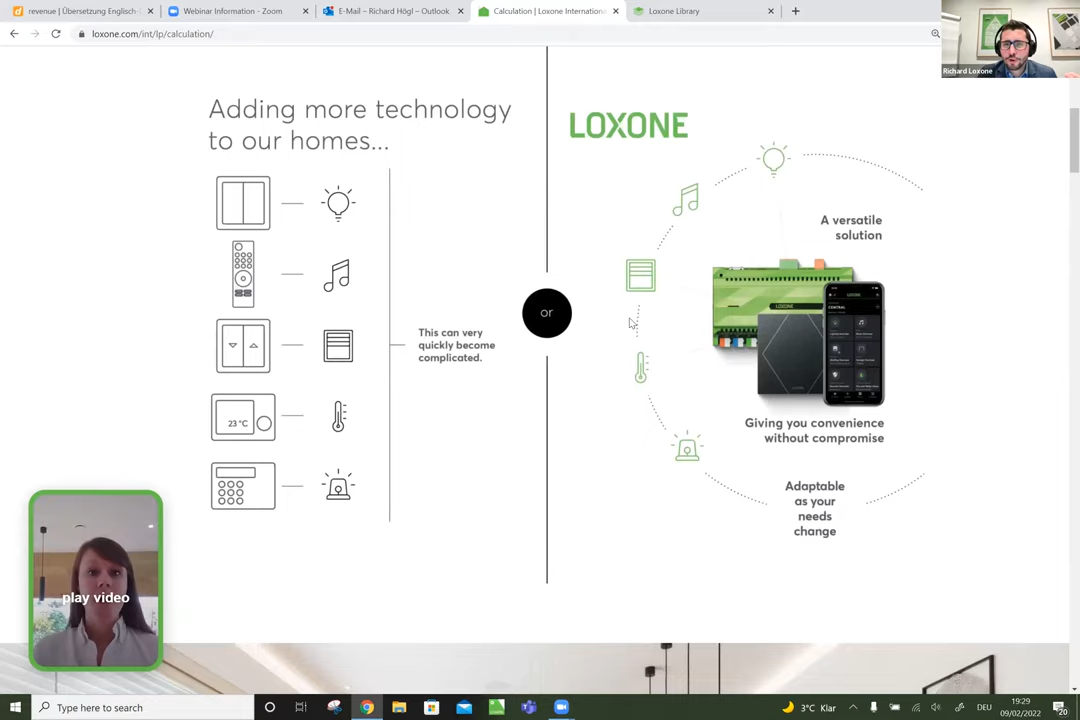 revenue | Übersetzung Englisch-
Webinar Information - Zoom
E-Mail – Richard Högl – Outlook
Calculation | Loxone Internation
Loxone Library
loxone.com/int/lp/calculation/
Richard Loxone
Adding more technology
to our homes...
23 °C
This can very
quickly become
complicated.
or
LOXONE
A versatile
solution
LOXONE
Giving you convenience
without compromise
Adaptable
as your
needs
change
play video
Type here to search
3°C Klar
DEU
19:29
09/02/2022
20